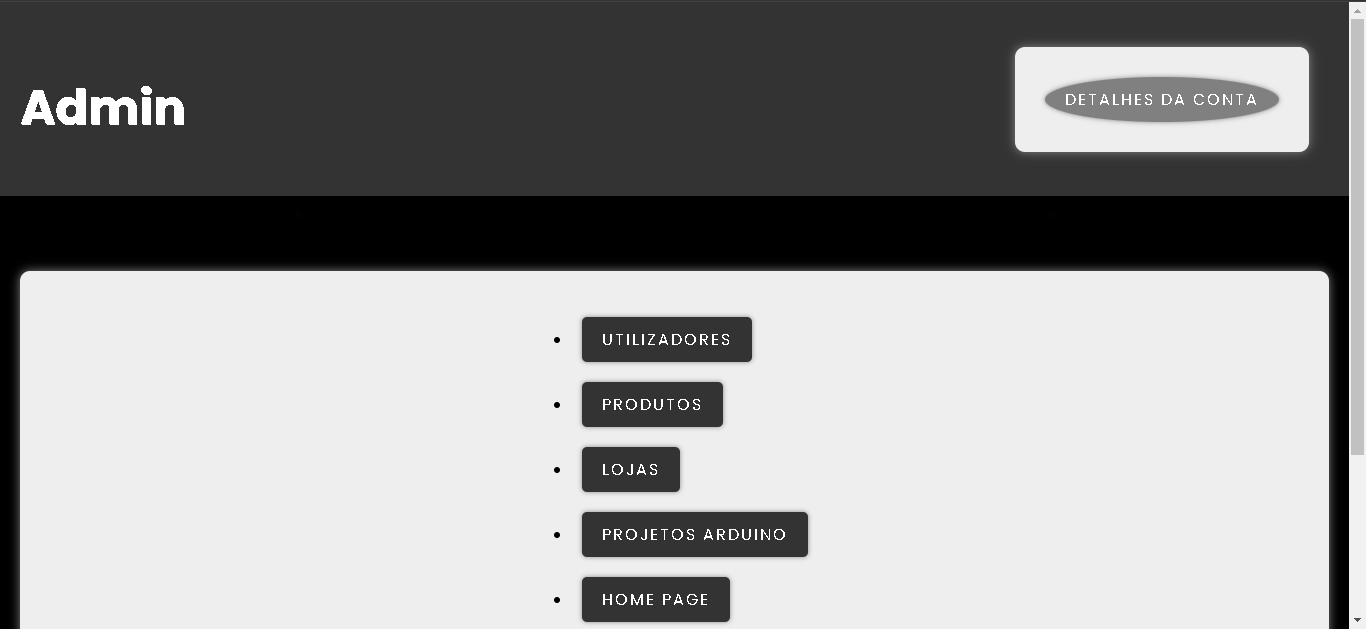 Admin
DETALHES DA CONTA
UTILIZADORES
PRODUTOS
LOJAS
PROJETOS ARDUINO
HOME PAGE